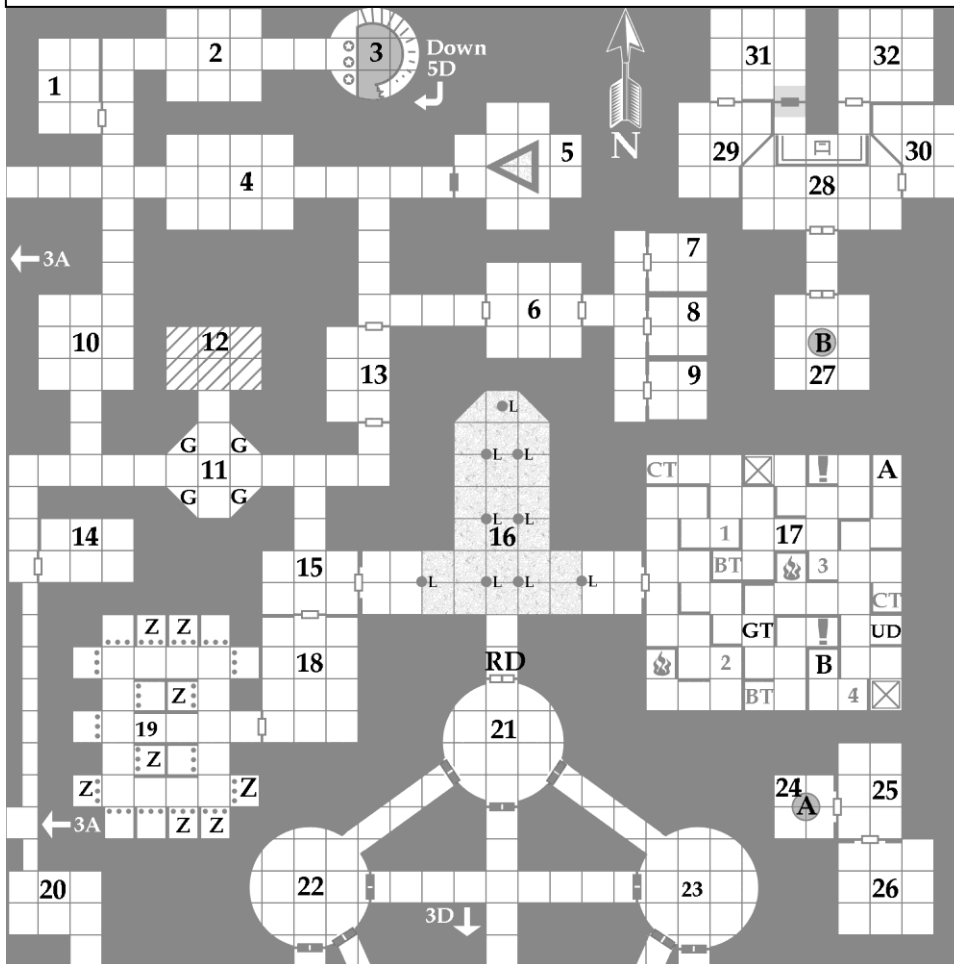 1
2
3
Down
5D
31
32
4
5
N
29
28
30
3A
7
6
8
10
12
13
9
B
27
G G
11
G G
L
L L
CT
!
A
14
L L
16
1
17
15
L
L L
L
BT
3
CT
Z Z
18
RD
GT
!
UD
Z
2
B
19
21
BT
4
Z
Z
Z
24
A
25
3A
Z Z
20
22
23
26
3D